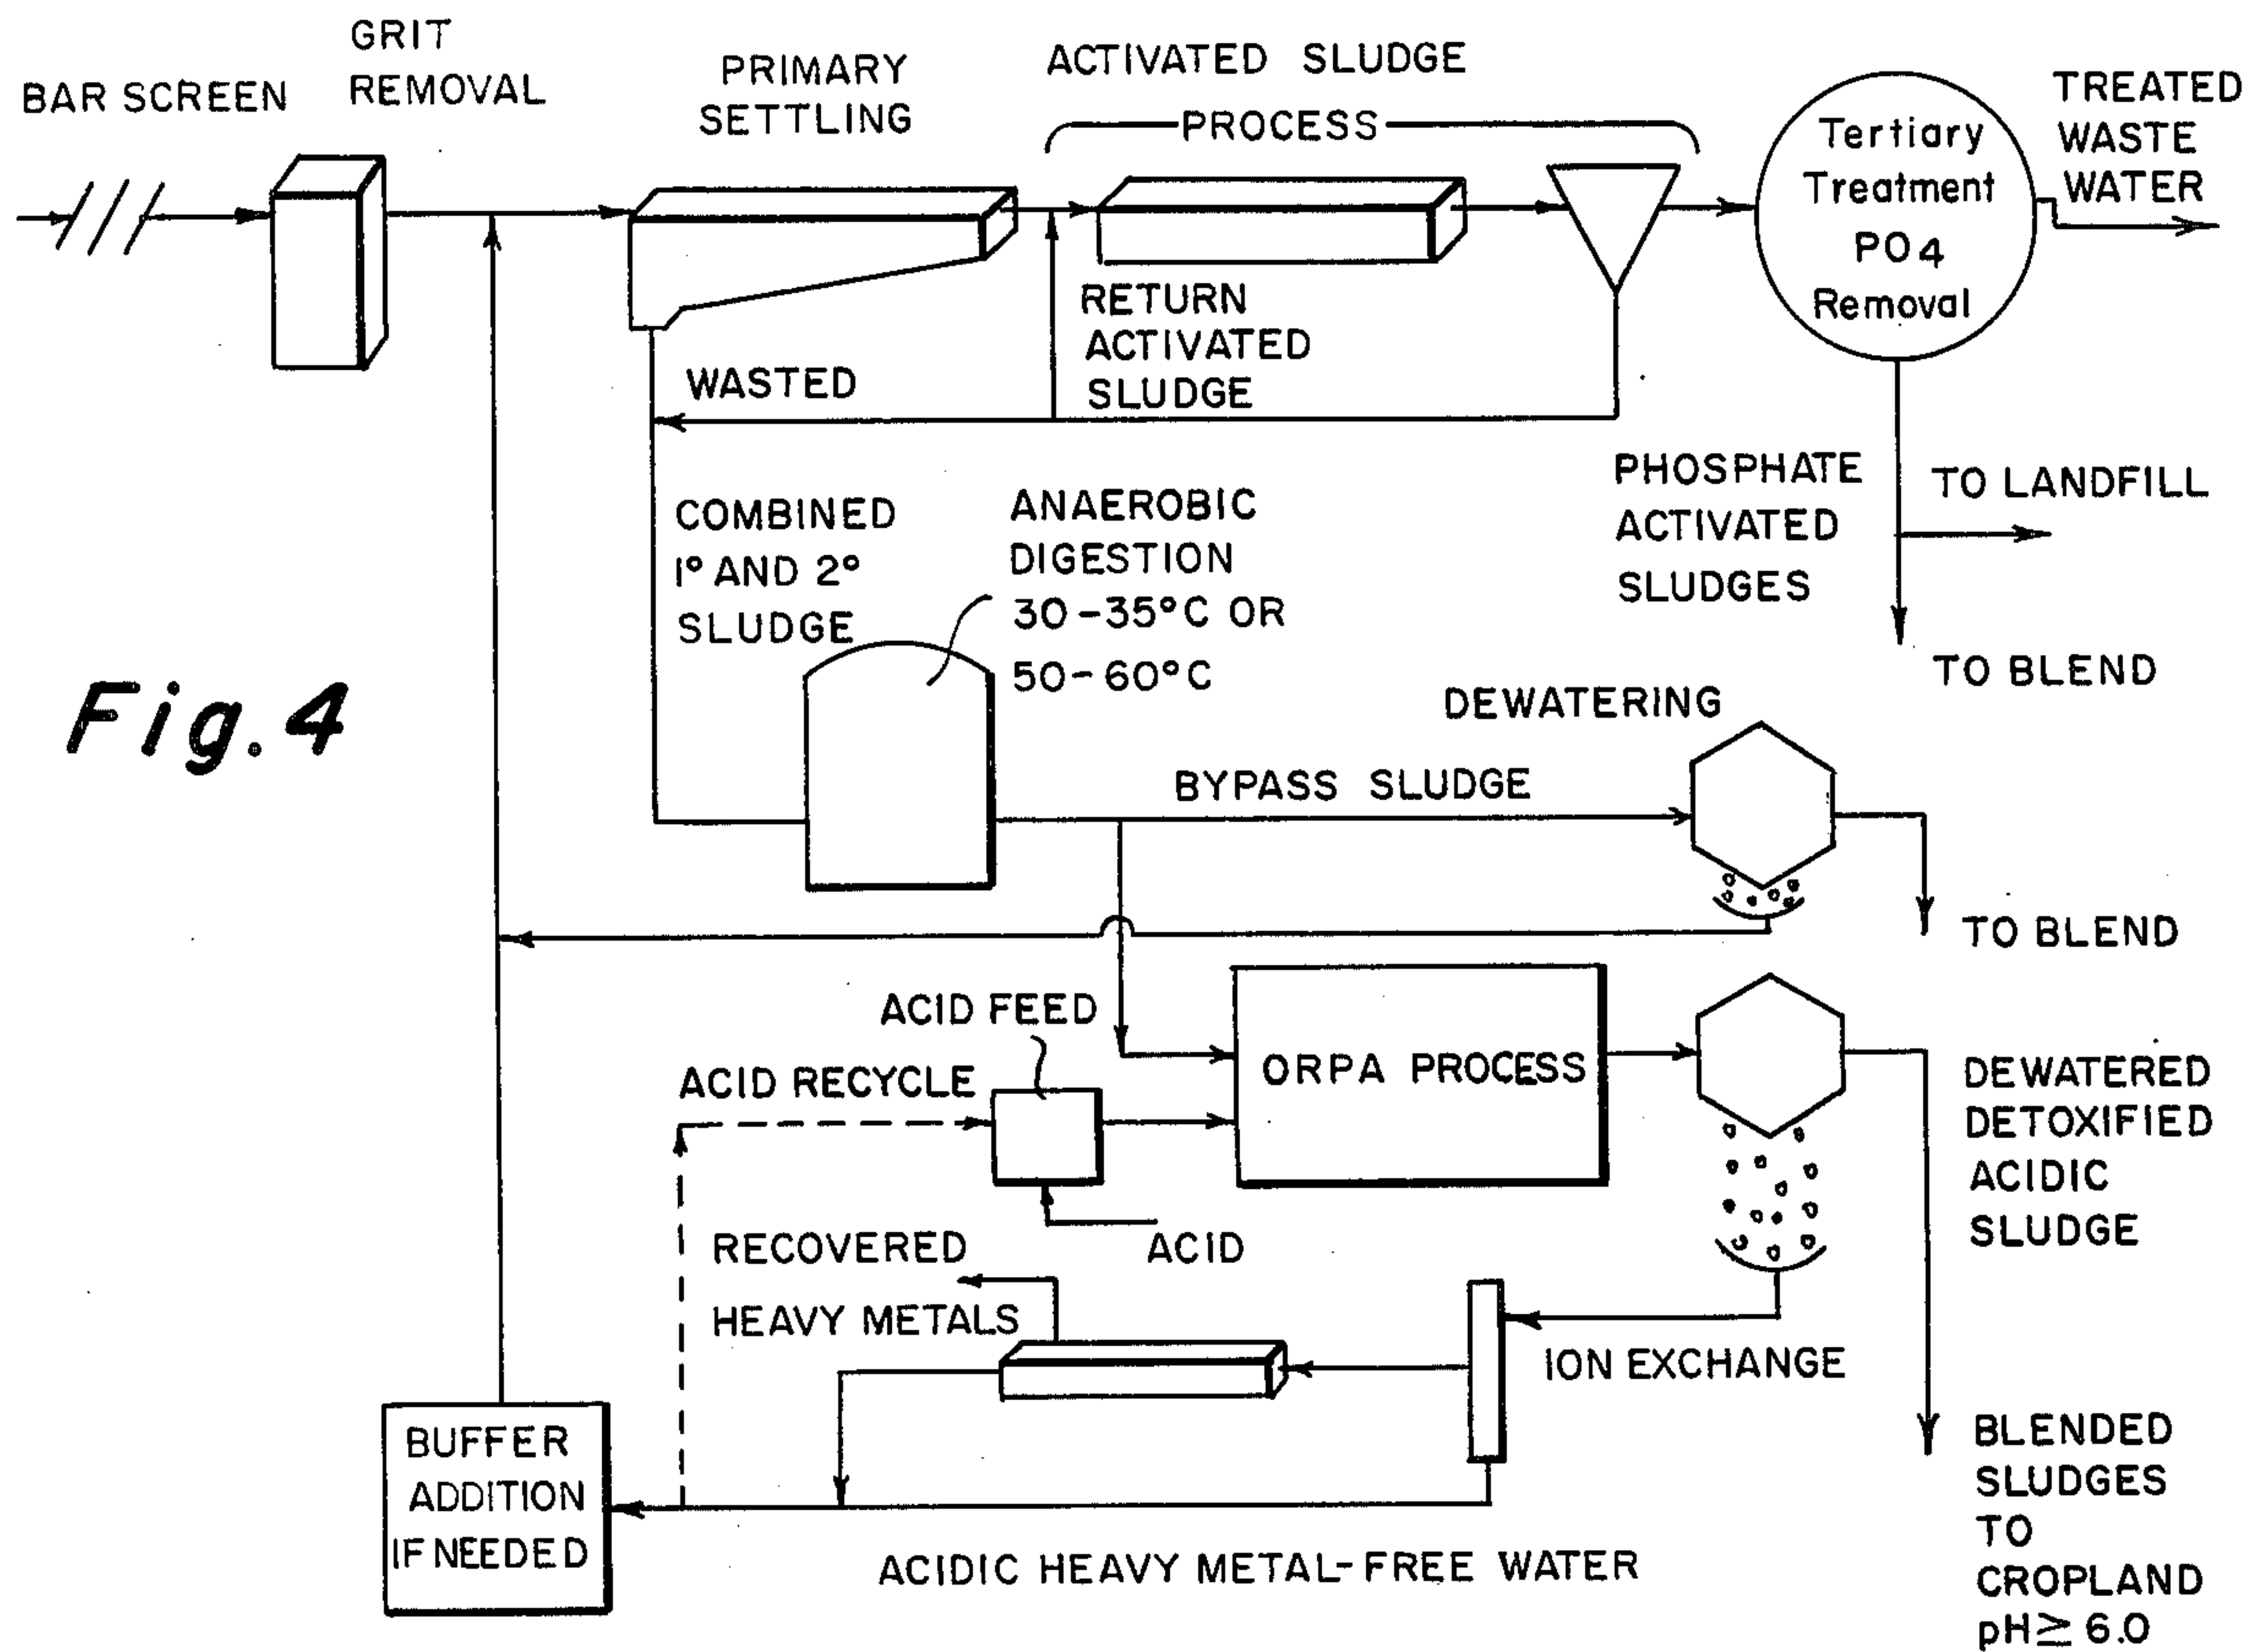 BAR SCREEN
GRIT
REMOVAL
PRIMARY
SETTLING
ACTIVATED SLUDGE
PROCESS
Tertiary
Treatment
PO4
Removal
TREATED
WASTE
WATER
RETURN
ACTIVATED
SLUDGE
WASTED
PHOSPHATE
ACTIVATED
SLUDGES
TO LANDFILL
TO BLEND
COMBINED
1° AND 2°
SLUDGE
ANAEROBIC
DIGESTION
30-35°C OR
50-60°C
Fig. 4
DEWATERING
BYPASS SLUDGE
TO BLEND
ACID FEED
ACID RECYCLE
ORPA PROCESS
ACID
DEWATERED
DETOXIFIED
ACIDIC
SLUDGE
RECOVERED
HEAVY METALS
ION EXCHANGE
BUFFER
ADDITION
IF NEEDED
ACIDIC HEAVY METAL-FREE WATER
BLENDED
SLUDGES
TO
CROPLAND
pH ≥ 6.0